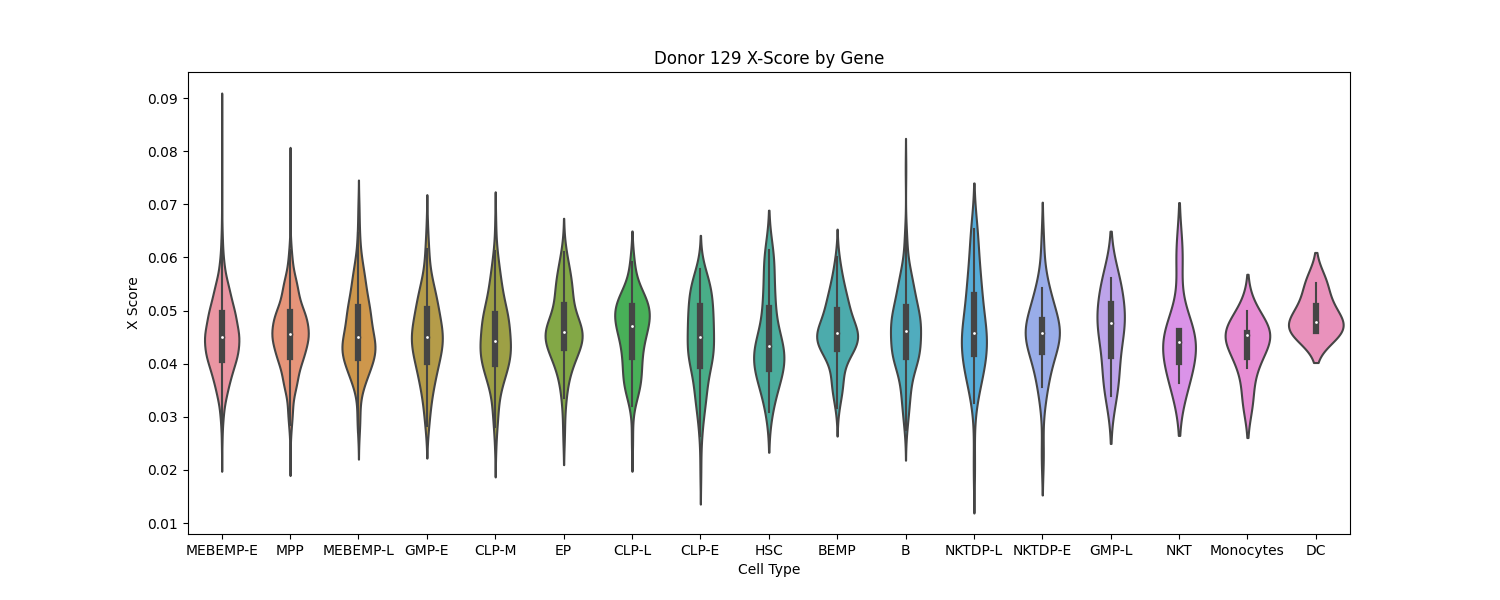 Donor 129 X-Score by Gene
0.09
0.08
0.07
0.06
0.05
0.04
0.03
0.02
0.01
X Score
MEBEMP-E MPP MEBEMP-L GMP-E CLP-M EP CLP-L CLP-E HSC BEMP B NKTDP-L NKTDP-E GMP-L NKT Monocytes DC
Cell Type